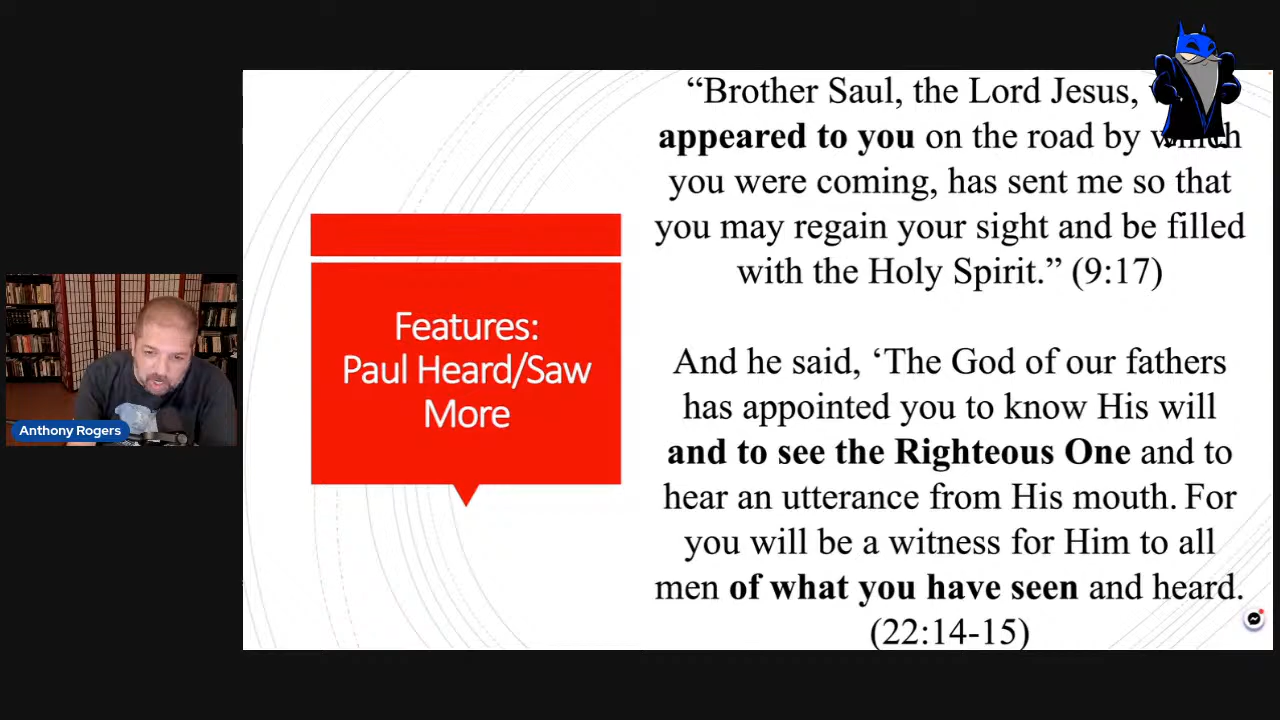 “Brother Saul, the Lord Jesus,
appeared to you on the road by which
you were coming, has sent me so that
you may regain your sight and be filled
with the Holy Spirit.” (9:17)
Features:
Paul Heard/Saw
More
And he said, ‘The God of our fathers
has appointed you to know His will
and to see the Righteous One and to
hear an utterance from His mouth. For
you will be a witness for Him to all
men of what you have seen and heard.
(22:14-15)
Anthony Rogers